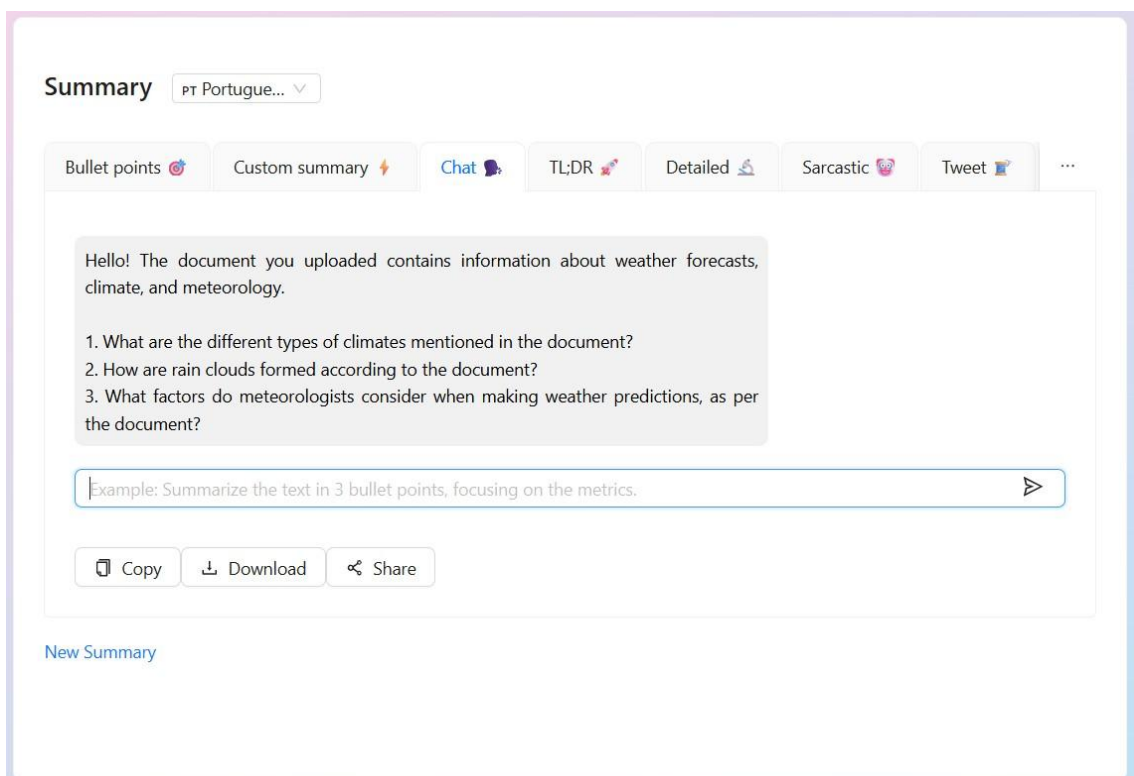 Summary
PT Portugue...
Bullet points
Custom summary
Chat
TL;DR
Detailed
Sarcastic
Tweet
...
Hello! The document you uploaded contains information about weather forecasts,
climate, and meteorology.
1. What are the different types of climates mentioned in the document?
2. How are rain clouds formed according to the document?
3. What factors do meteorologists consider when making weather predictions, as per
the document?
Example: Summarize the text in 3 bullet points, focusing on the metrics.
Copy
Download
Share
New Summary